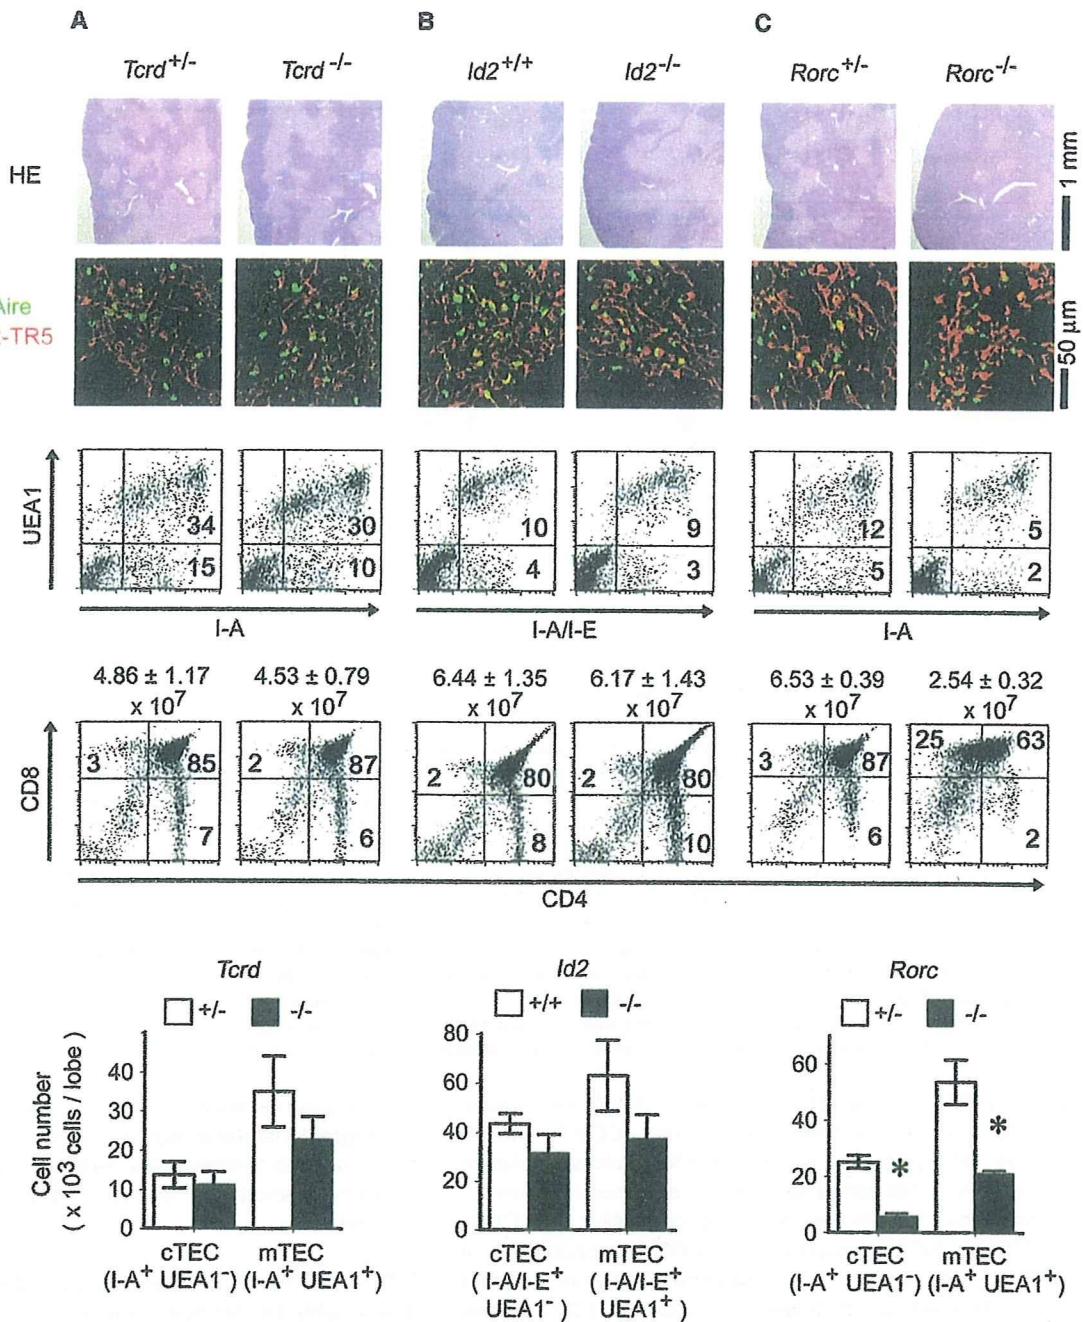 A B C
Tcrd+/- Tcrd-/- Id2+/+ Id2-/- Rorc+/- Rorc-/-
HE
1 mm
Aire
-TR5
50 μm
UEA1
34 30 10 9 12 5
15 10 4 3 5 2
I-A I-A/I-E I-A
4.86 ± 1.17 4.53 ± 0.79 6.44 ± 1.35 6.17 ± 1.43 6.53 ± 0.39 2.54 ± 0.32
x 10⁷ x 10⁷ x 10⁷ x 10⁷ x 10⁷ x 10⁷
CD8
3 85 2 87 2 80 2 80 3 87 25 63
7 6 8 10 6 2
CD4
Tcrd Id2 Rorc
+/- -/- +/+ -/- +/- -/-
Cell number
( x 10³ cells / lobe )
40
30
20
10
0
80
60
40
20
0
60
40
20
0
* *
cTEC mTEC cTEC mTEC cTEC mTEC
(I-A⁺ UEA1⁻) (I-A⁺ UEA1⁺) ( I-A/I-E⁺ ( I-A/I-E⁺ (I-A⁺ UEA1⁻) (I-A⁺ UEA1⁺)
UEA1⁻ ) UEA1⁺ )